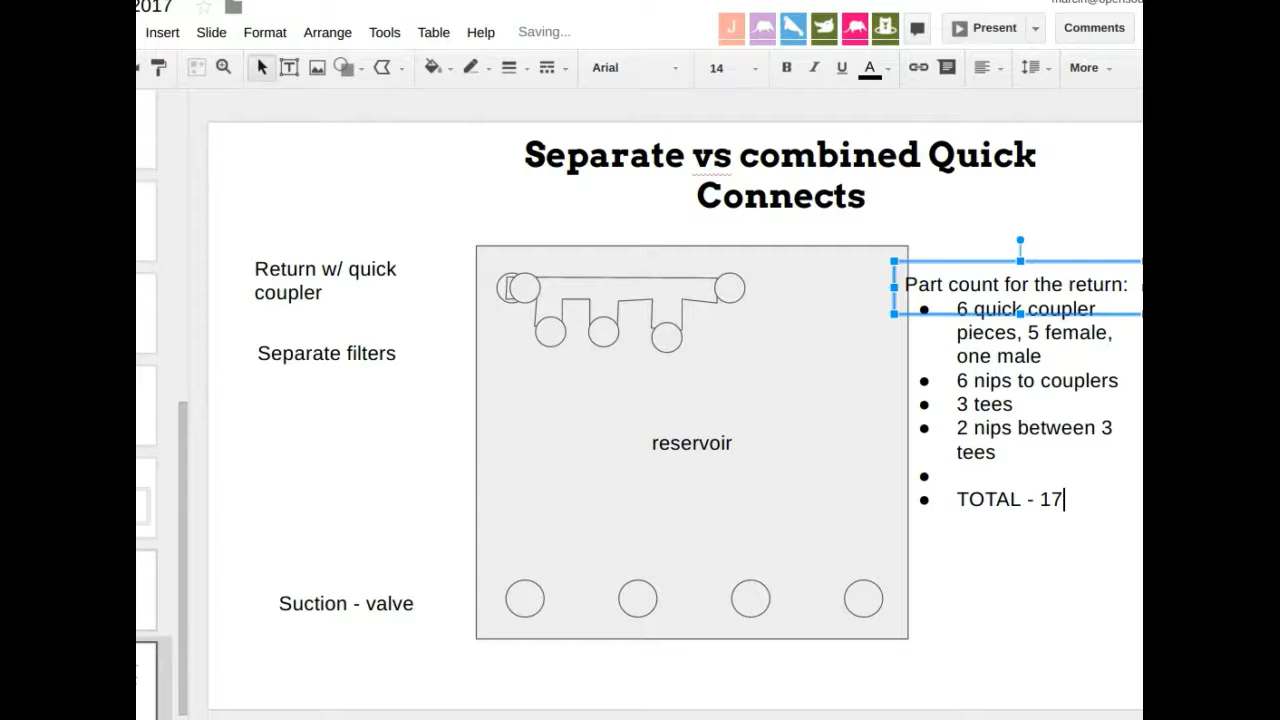 2017
Insert Slide Format Arrange Tools Table Help Saving...
J
Present
Comments
Arial
14
B I U A
More
Separate vs combined Quick
Connects
Return w/ quick
coupler
Separate filters
reservoir
Suction - valve
Part count for the return:
● 6 quick coupler
pieces, 5 female,
one male
● 6 nips to couplers
● 3 tees
● 2 nips between 3
tees
●
● TOTAL - 17